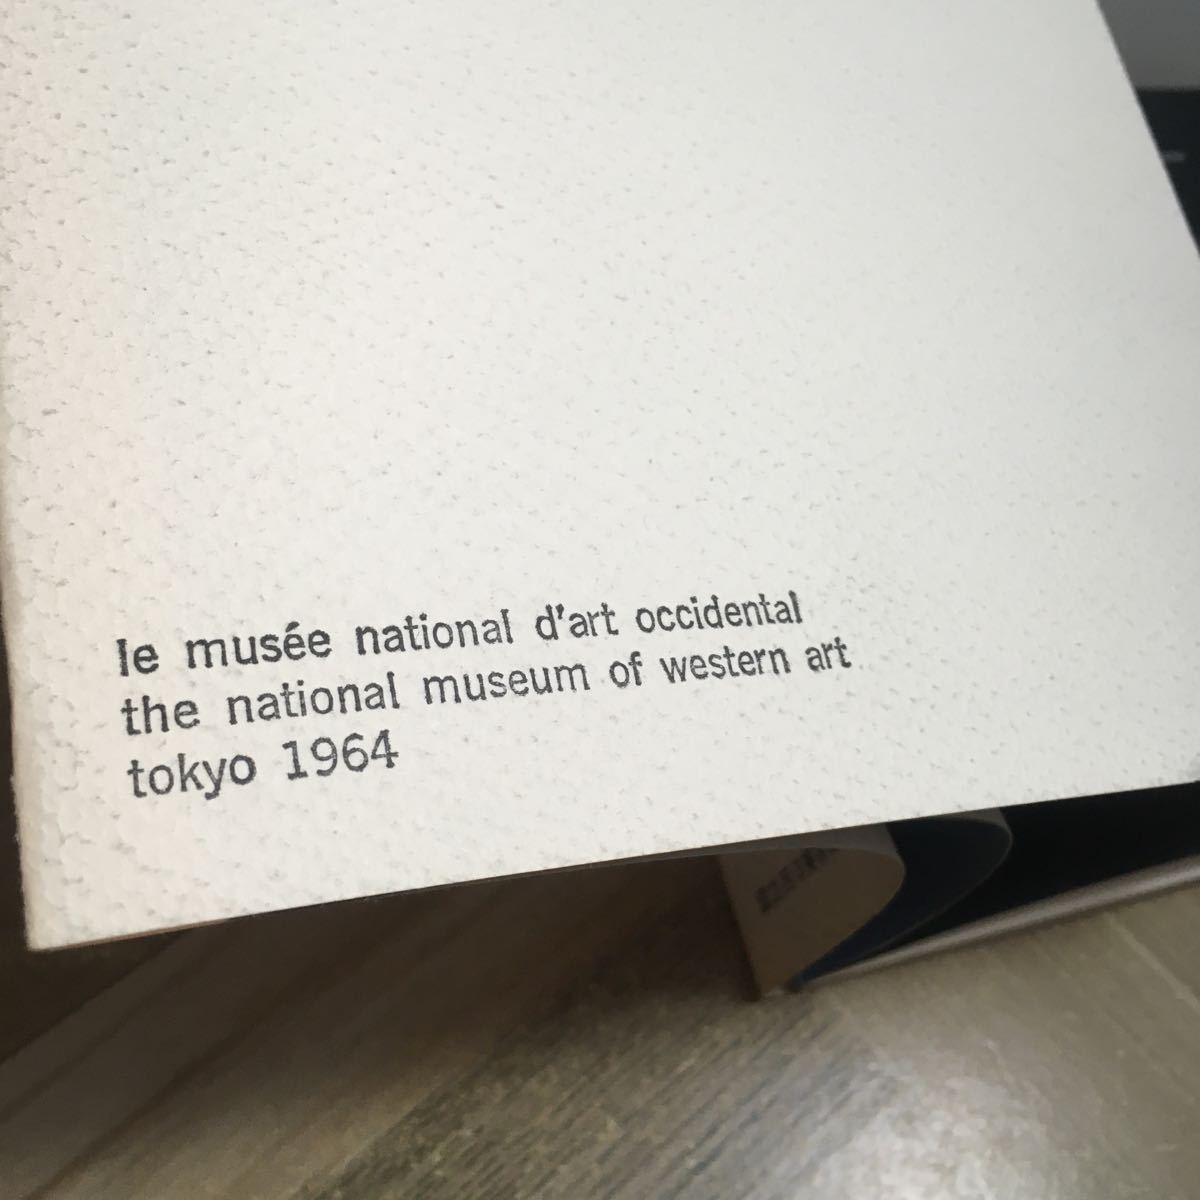 le musée national d'art occidental
the national museum of western art
tokyo 1964